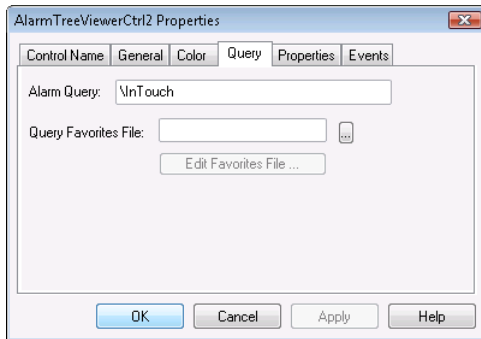 AlarmTreeViewerCtrl2 Properties
Control Name General Color Query Properties Events
Alarm Query: \InTouch
Query Favorites File: ...
Edit Favorites File ...
OK Cancel Apply Help